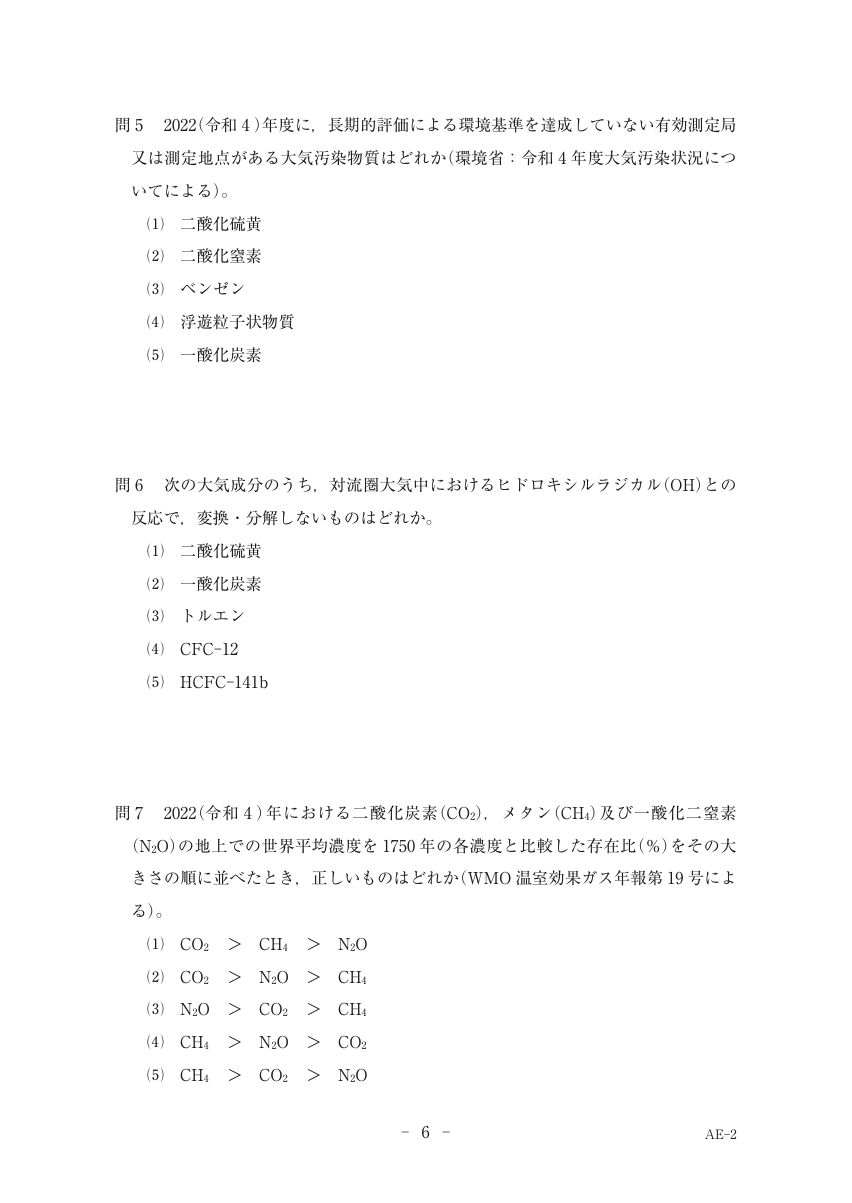 問5 2022(令和4)年度に，長期的評価による環境基準を達成していない有効測定局
又は測定地点がある大気汚染物質はどれか(環境省：令和4年度大気汚染状況につ
いてによる)。
(1) 二酸化硫黄
(2) 二酸化窒素
(3) ベンゼン
(4) 浮遊粒子状物質
(5) 一酸化炭素
問6 次の大気成分のうち，対流圏大気中におけるヒドロキシルラジカル(OH)との
反応で，変換・分解しないものはどれか。
(1) 二酸化硫黄
(2) 一酸化炭素
(3) トルエン
(4) CFC-12
(5) HCFC-141b
問7 2022(令和4)年における二酸化炭素(CO₂)，メタン(CH₄)及び一酸化二窒素
(N₂O)の地上での世界平均濃度を1750年の各濃度と比較した存在比(%)をその大
きさの順に並べたとき，正しいものはどれか(WMO温室効果ガス年報第19号によ
る)。
(1) CO₂ ＞ CH₄ ＞ N₂O
(2) CO₂ ＞ N₂O ＞ CH₄
(3) N₂O ＞ CO₂ ＞ CH₄
(4) CH₄ ＞ N₂O ＞ CO₂
(5) CH₄ ＞ CO₂ ＞ N₂O
- 6 -
AE-2